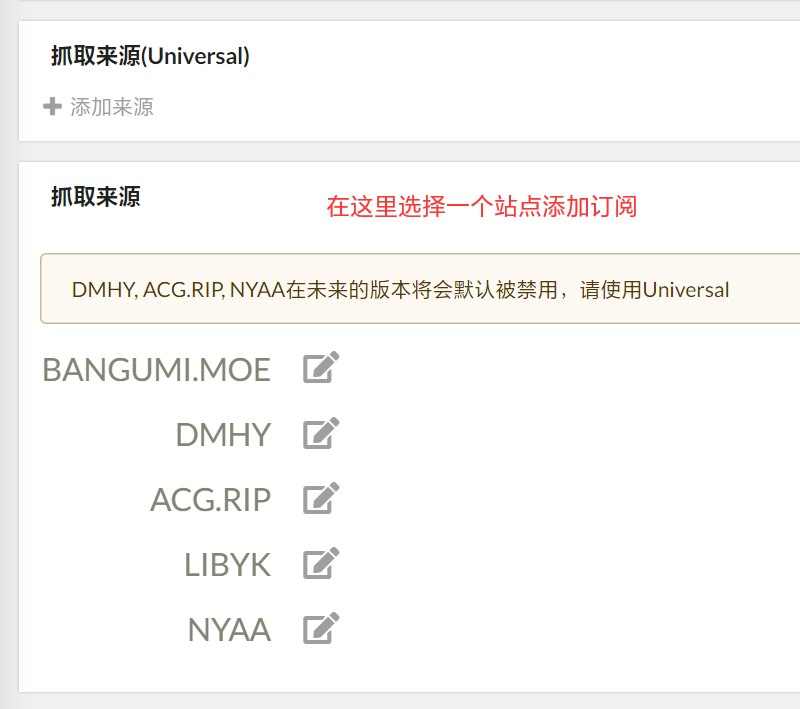 抓取来源(Universal)
添加来源
抓取来源
在这里选择一个站点添加订阅
DMHY, ACG.RIP, NYAA在未来的版本将会默认被禁用，请使用Universal
BANGUMI.MOE
DMHY
ACG.RIP
LIBYK
NYAA